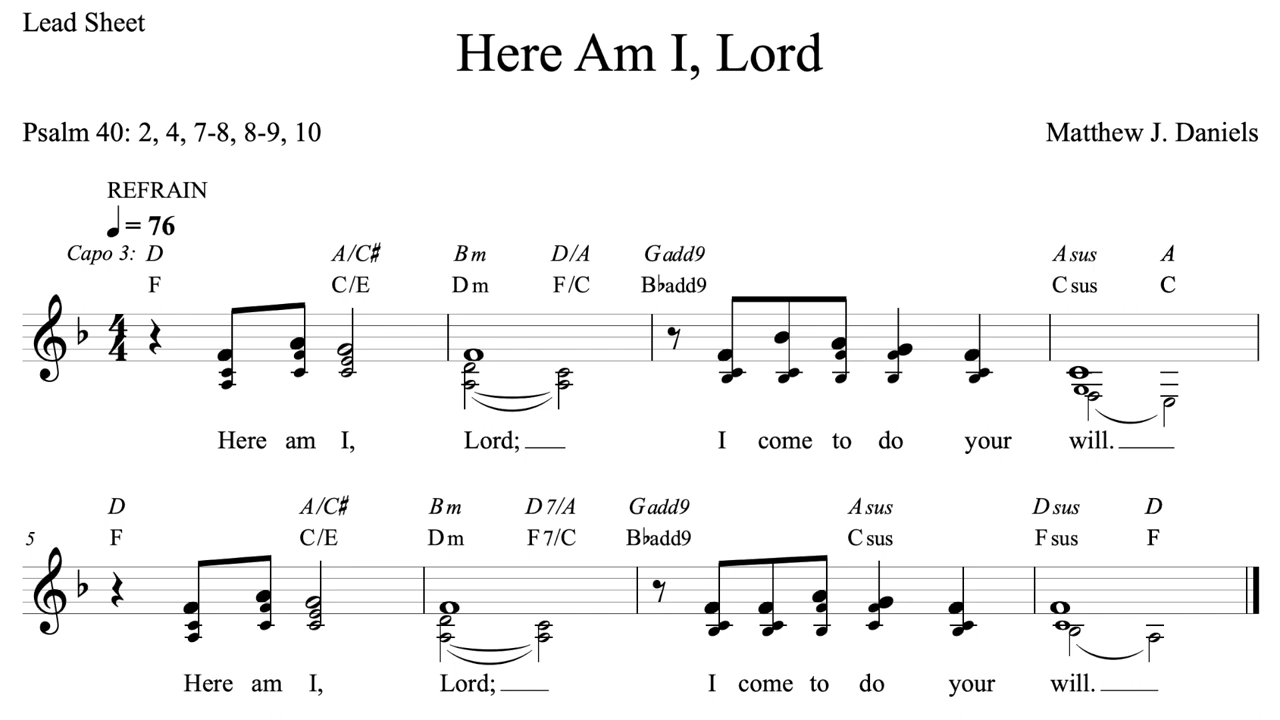 Lead Sheet
Here Am I, Lord
Psalm 40: 2, 4, 7-8, 8-9, 10
Matthew J. Daniels
REFRAIN
♩ = 76
Capo 3: D A/C♯ Bm D/A Gadd9 Asus A
F C/E Dm F/C B♭add9 Csus C
4
4
Here am I, Lord; I come to do your will.
D A/C♯ Bm D7/A Gadd9 Asus Dsus D
5 F C/E Dm F7/C B♭add9 Csus Fsus F
Here am I, Lord; I come to do your will.